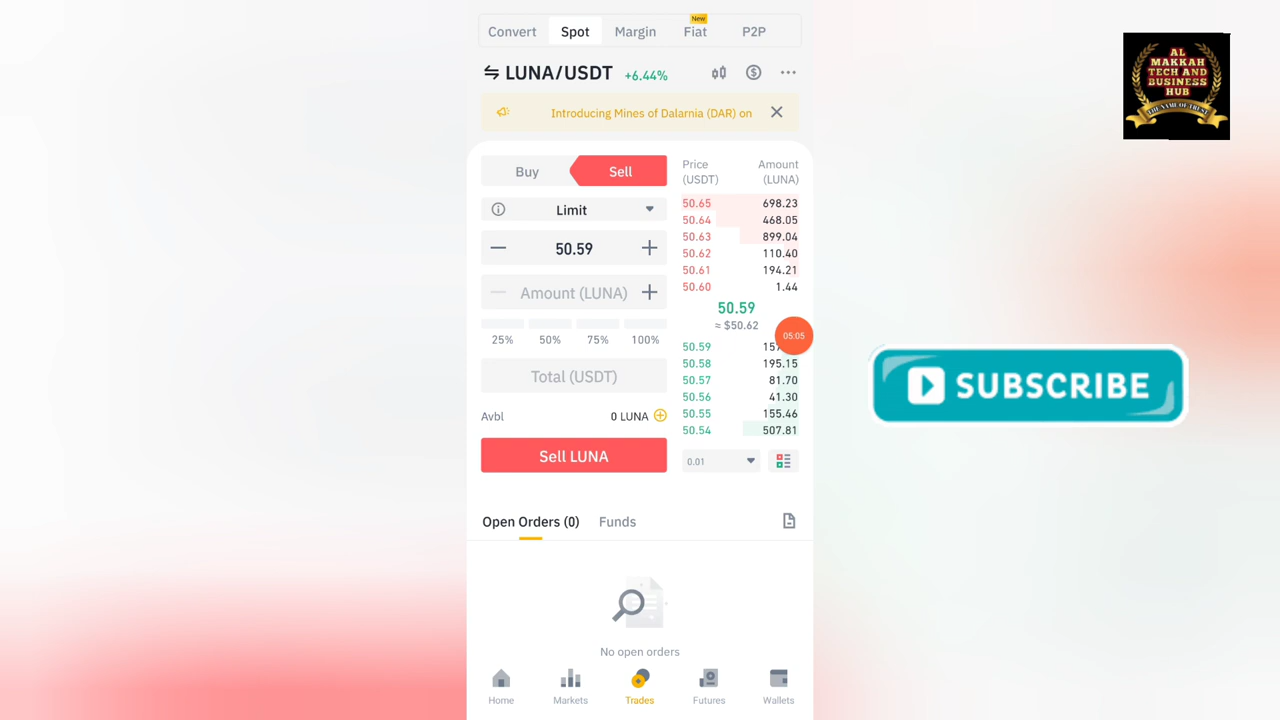 Convert Spot Margin New Fiat P2P
LUNA/USDT +6.44%
Introducing Mines of Dalarnia (DAR) on
Buy Sell
Limit
50.59
Amount (LUNA)
25% 50% 75% 100%
Total (USDT)
Avbl 0 LUNA
Sell LUNA
Price (USDT) Amount (LUNA)
50.65 698.23
50.64 468.05
50.63 899.04
50.62 110.40
50.61 194.21
50.60 1.44
50.59
≈ $50.62
05:05
50.59
50.58 195.15
50.57 81.70
50.56 41.30
50.55 155.46
50.54 507.81
0.01
Open Orders (0) Funds
No open orders
Home Markets Trades Futures Wallets
AL
MAKKAH
TECH AND
BUSINESS
HUB
THE NAME OF TRUST
SUBSCRIBE